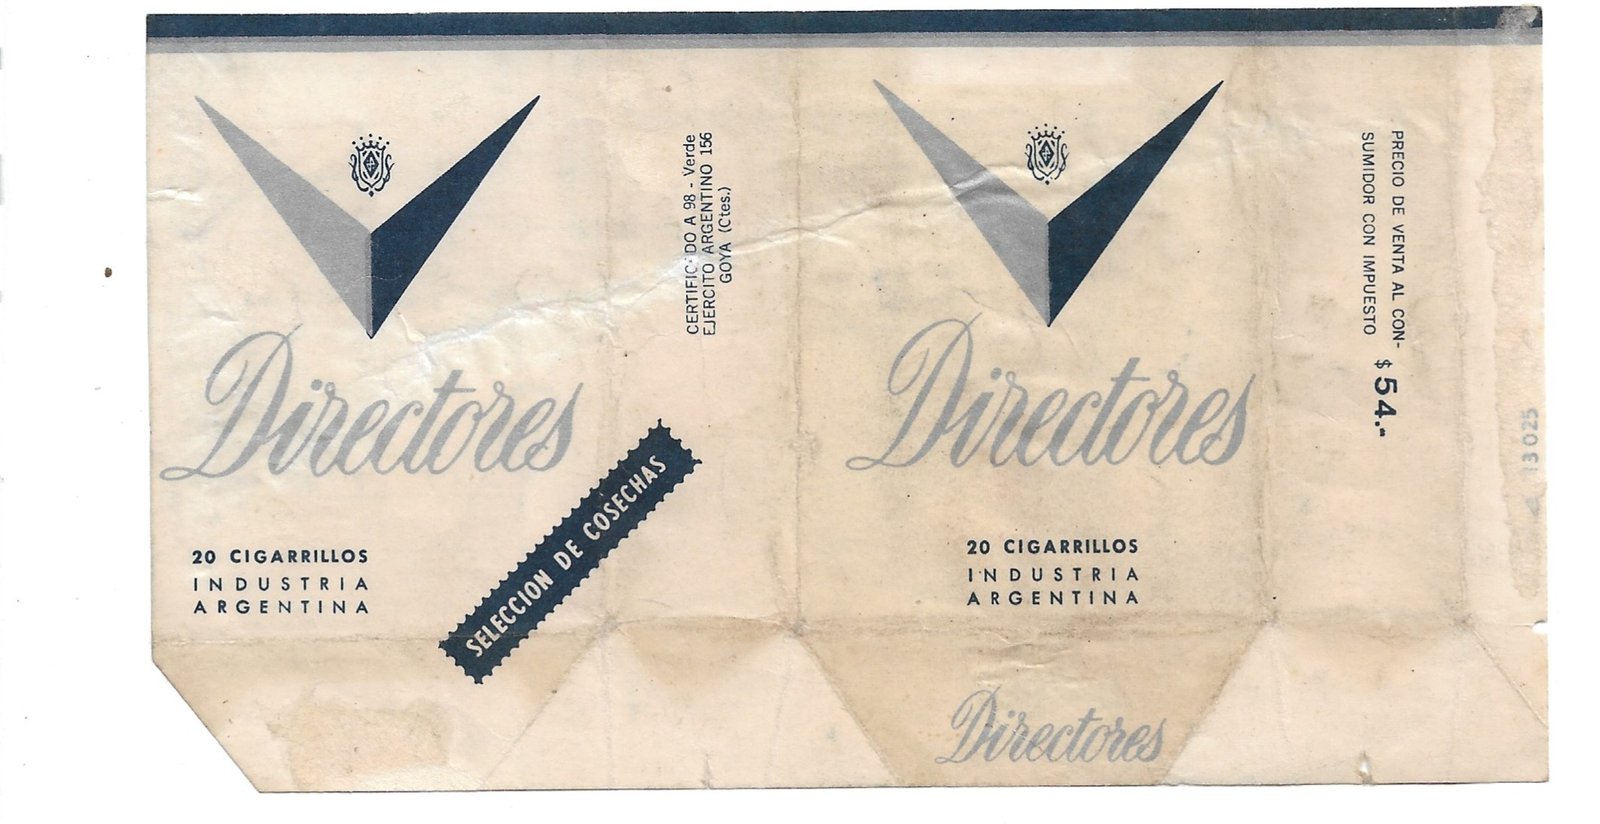 Directores
20 CIGARRILLOS
INDUSTRIA
ARGENTINA
SELECCION DE COSECHAS
CERTIFICADO A 98 - Verde
EJERCITO ARGENTINO 156
GOYA (Ctes.)
Directores
20 CIGARRILLOS
INDUSTRIA
ARGENTINA
Directores
PRECIO DE VENTA AL CON-
SUMIDOR CON IMPUESTO
$ 54.-
13025